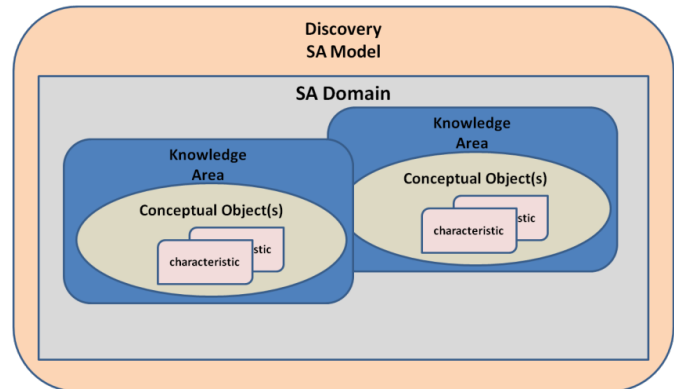 Discovery
SA Model
SA Domain
Knowledge
Area
Conceptual Object(s)
stic
characteristic
Knowledge
Area
Conceptual Object(s)
stic
characteristic